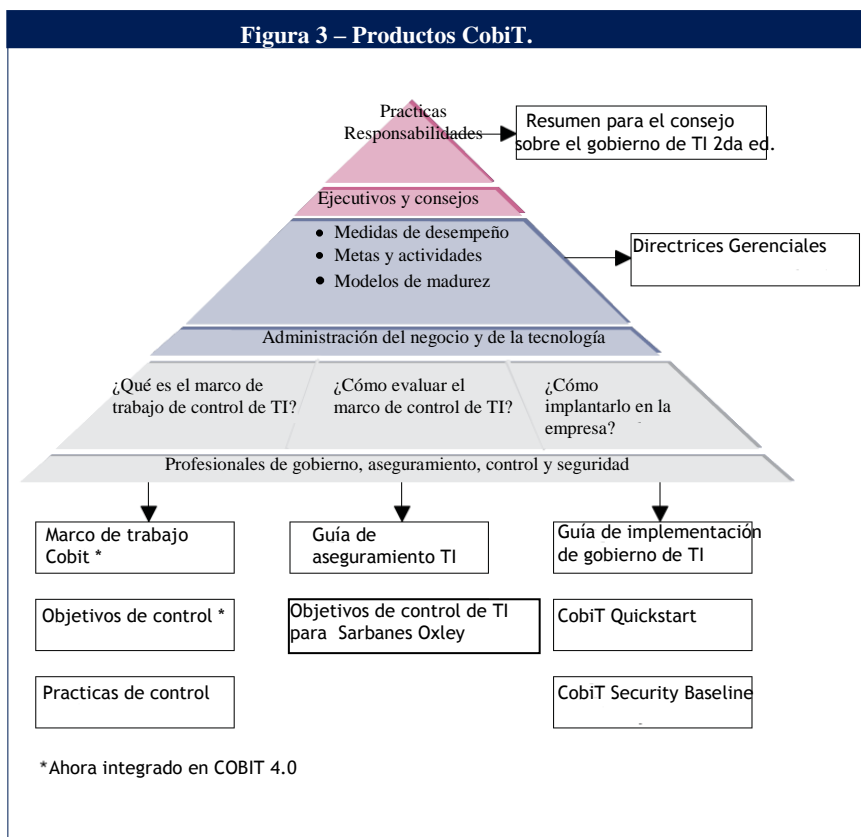 Figura 3 – Productos CobiT.
Practicas
Responsabilidades
Resumen para el consejo
sobre el gobierno de TI 2da ed.
Ejecutivos y consejos
• Medidas de desempeño
• Metas y actividades
• Modelos de madurez
Directrices Gerenciales
Administración del negocio y de la tecnología
¿Qué es el marco de
trabajo de control de TI?
¿Cómo evaluar el
marco de control de TI?
¿Cómo
implantarlo en la
empresa?
Profesionales de gobierno, aseguramiento, control y seguridad
Marco de trabajo
Cobit *
Objetivos de control *
Practicas de control
Guía de
aseguramiento TI
Objetivos de control de TI
para Sarbanes Oxley
Guía de implementación
de gobierno de TI
CobiT Quickstart
CobiT Security Baseline
*Ahora integrado en COBIT 4.0